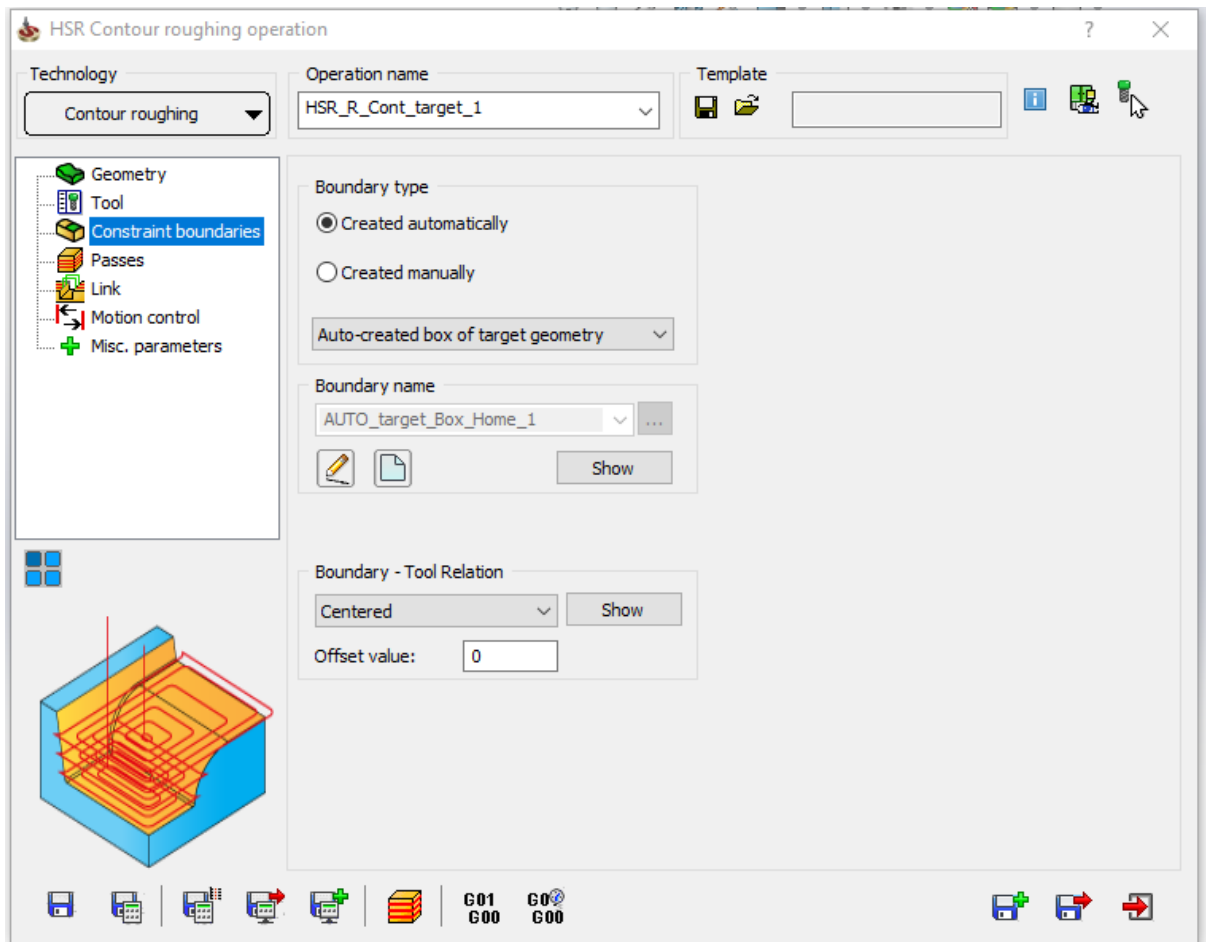 HSR Contour roughing operation
?
Technology
Operation name
Template
Contour roughing
HSR_R_Cont_target_1
Geometry
Tool
Constraint boundaries
Passes
Link
Motion control
Misc. parameters
Boundary type
Created automatically
Created manually
Auto-created box of target geometry
Boundary name
AUTO_target_Box_Home_1
...
Show
Boundary - Tool Relation
Centered
Show
Offset value:
0
G01
G00
G0
G00